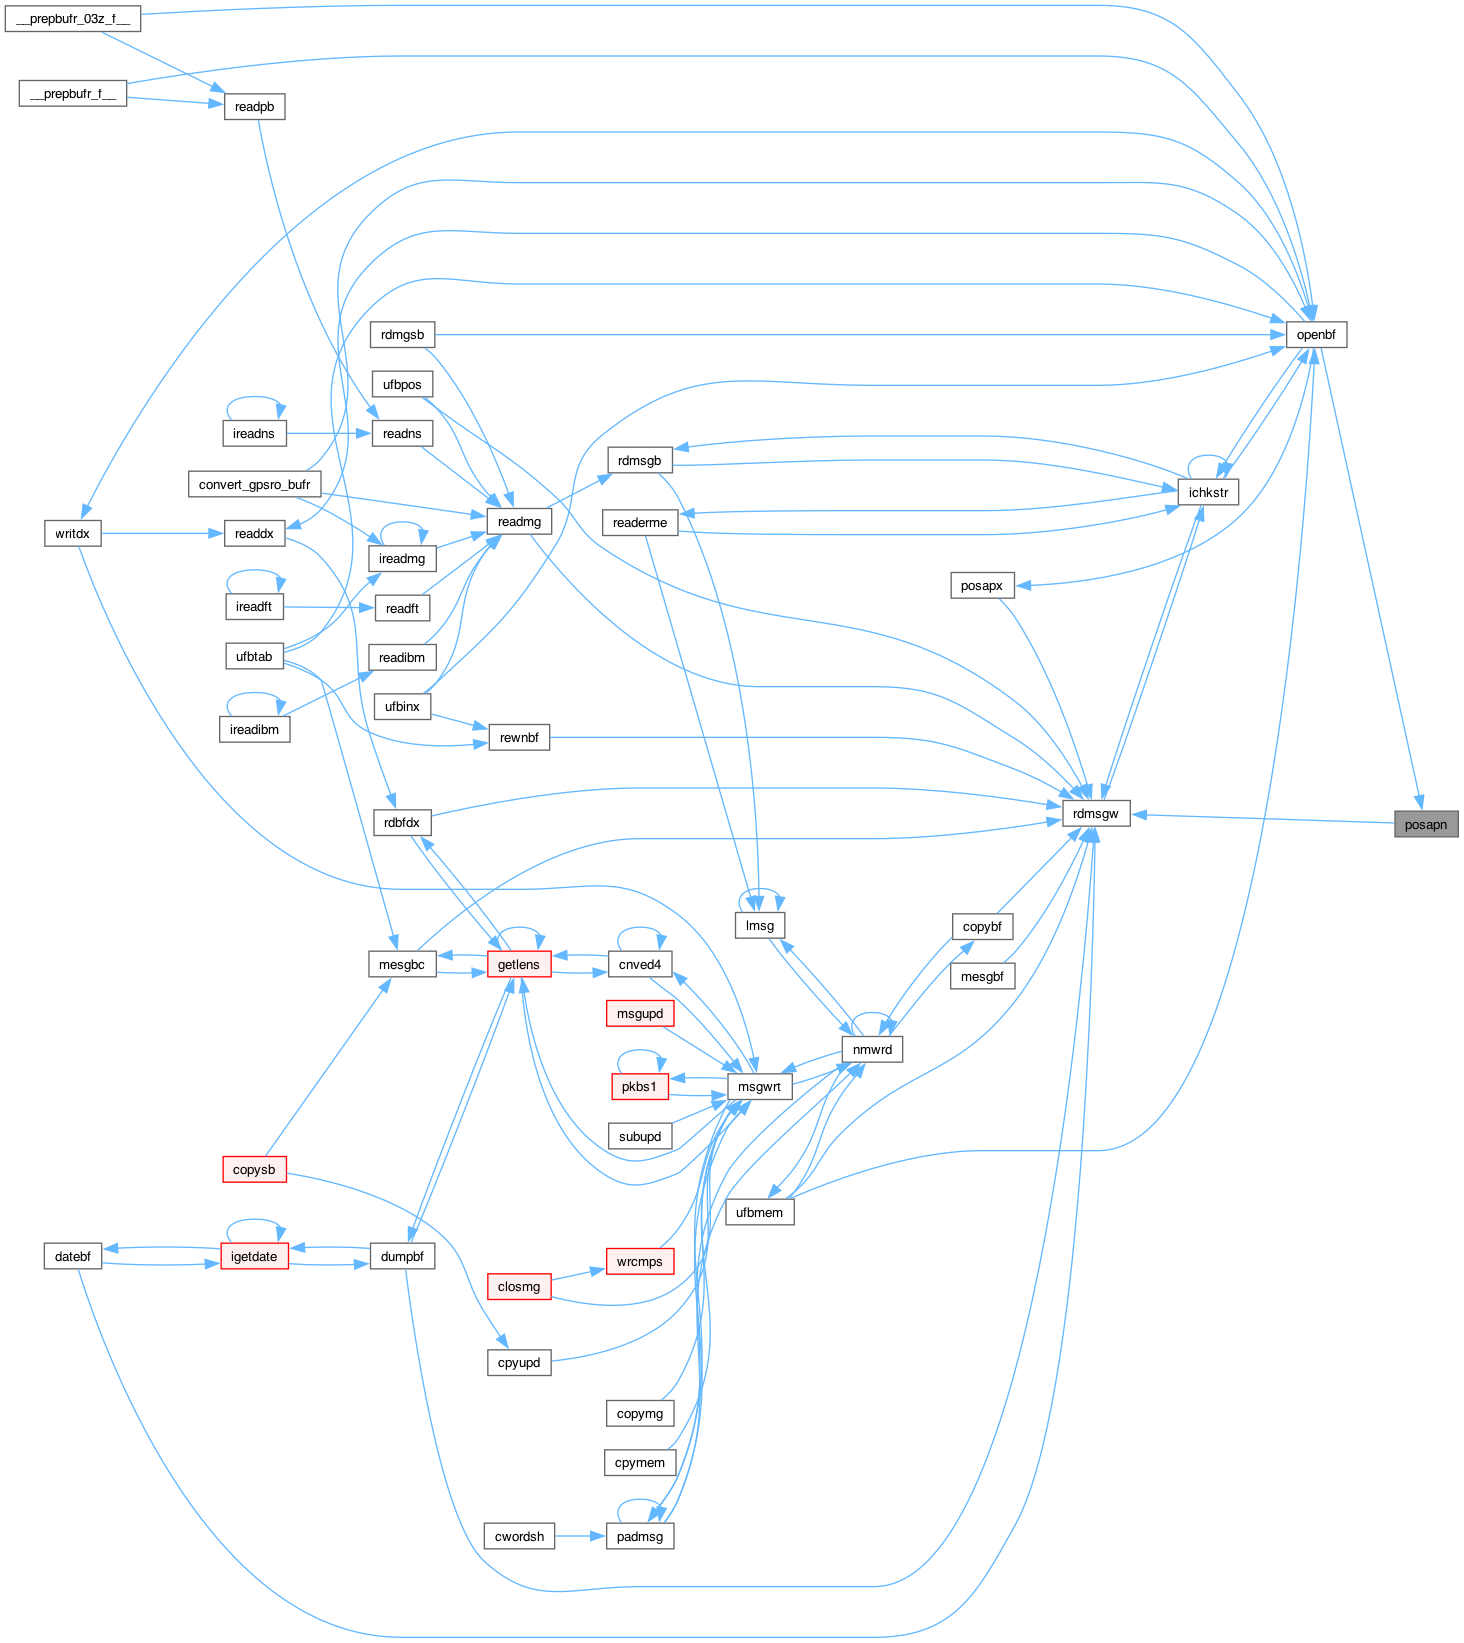 __prepbufr_03z_f__
__prepbufr_f__
readpb
openbf
rdmgsb
ufbpos
ireadns
readns
rdmsgb
convert_gpsro_bufr
ichkstr
readmg
readerme
writdx
readdx
ireadmg
posapx
ireadft
readft
ufbtab
readibm
ufbinx
ireadibm
rewnbf
rdmsgw
rdbfdx
posapn
lmsg
copybf
mesgbc
getlens
cnved4
mesgbf
msgupd
nmwrd
pkbs1
msgwrt
subupd
copysb
ufbmem
datebf
igetdate
dumpbf
wrcmps
closmg
cpyupd
copymg
cpymem
cwordsh
padmsg